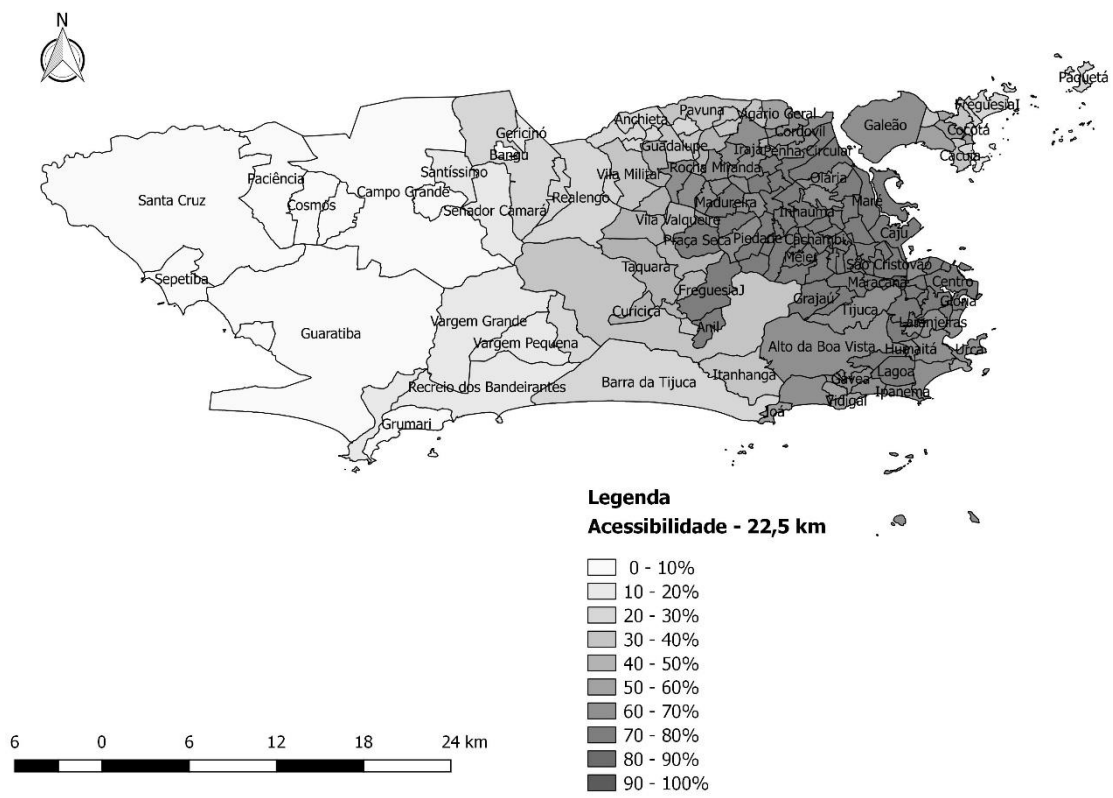 N
Paquetá
FreguesiaI
Pavuna
Anchieta
Vigário Geral
Galeão
Cordovil
Cocotá
Gericinó
Guadalupe
Irajá
Penha Circular
Bangu
Cacuia
Santíssimo
Vila Militar
Rocha Miranda
Olaria
Paciência
Campo Grande
Realengo
Santa Cruz
Cosmos
Madureira
Maré
Senador Camará
Inhaúma
Vila Valqueire
Praça Seca
Piedade
Cachambi
Caju
Méier
Taquara
São Cristovão
Sepetiba
Maracanã
Centro
FreguesiaJ
Grajaú
Glória
Curicica
Tijuca
Laranjeiras
Vargem Grande
Anil
Guaratiba
Vargem Pequena
Alto da Boa Vista
Humaitá
Urca
Itanhangá
Lagoa
Recreio dos Bandeirantes
Barra da Tijuca
Gávea
Ipanema
Vidigal
Joá
Grumari
Legenda
Acessibilidade - 22,5 km
0 - 10%
10 - 20%
20 - 30%
30 - 40%
40 - 50%
50 - 60%
60 - 70%
70 - 80%
80 - 90%
90 - 100%
6 0 6 12 18 24 km